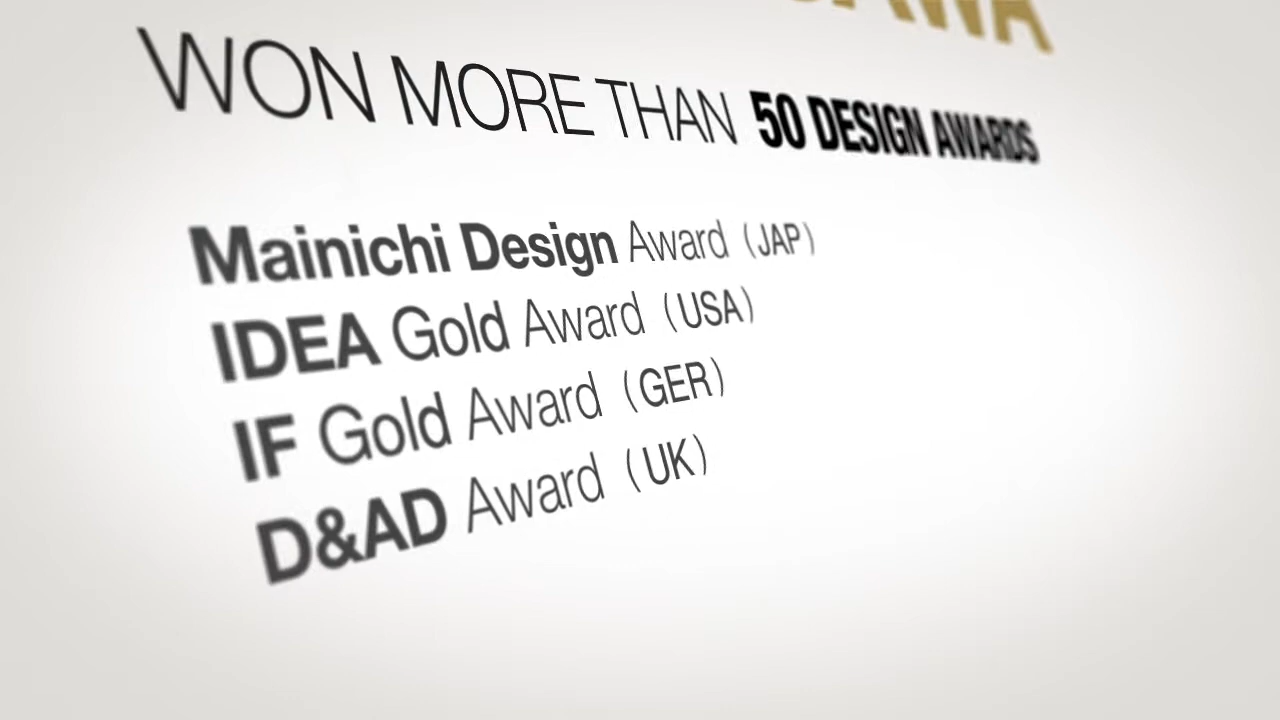 WON MORE THAN 50 DESIGN AWARDS
Mainichi Design Award (JAP)
IDEA Gold Award (USA)
IF Gold Award (GER)
D&AD Award (UK)